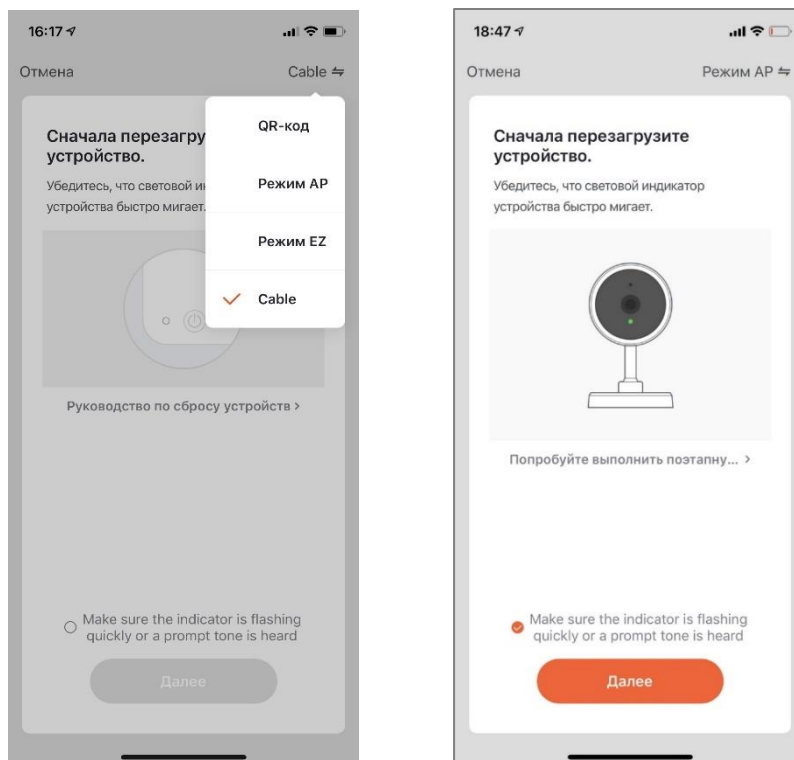 16:17
Отмена
Cable
QR-код
Режим AP
Режим EZ
Cable
Сначала перезагру
устройство.
Убедитесь, что световой ин
устройства быстро мигает.
Руководство по сбросу устройств >
Make sure the indicator is flashing
quickly or a prompt tone is heard
Далее
18:47
Отмена
Режим AP
Сначала перезагрузите
устройство.
Убедитесь, что световой индикатор
устройства быстро мигает.
Попробуйте выполнить поэтапну... >
Make sure the indicator is flashing
quickly or a prompt tone is heard
Далее